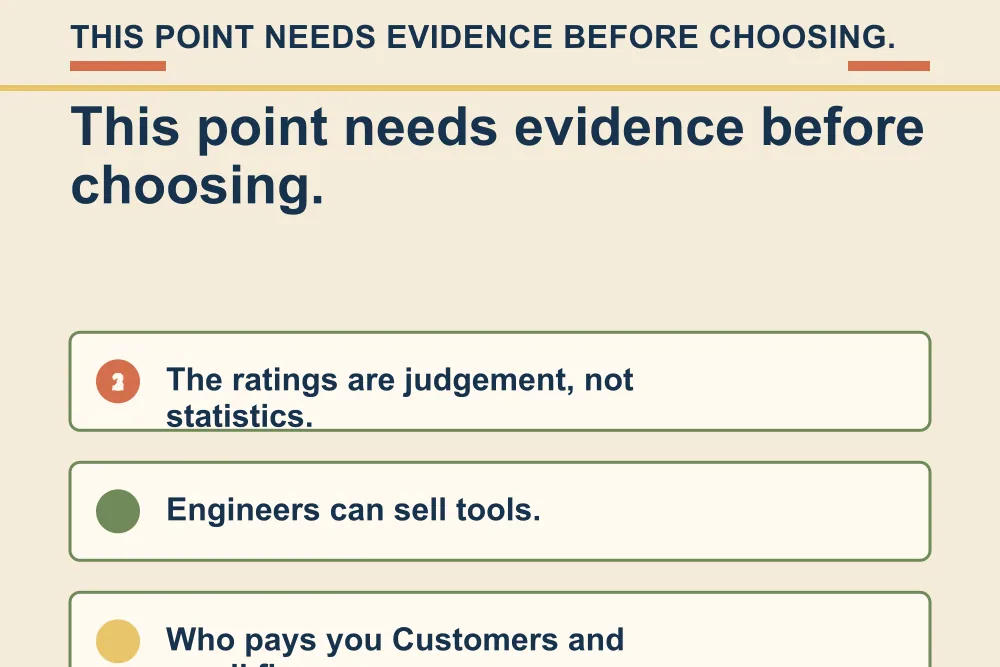 THIS POINT NEEDS EVIDENCE BEFORE CHOOSING.
This point needs evidence before
choosing.
The ratings are judgement, not
statistics.
Engineers can sell tools.
Who pays you Customers and